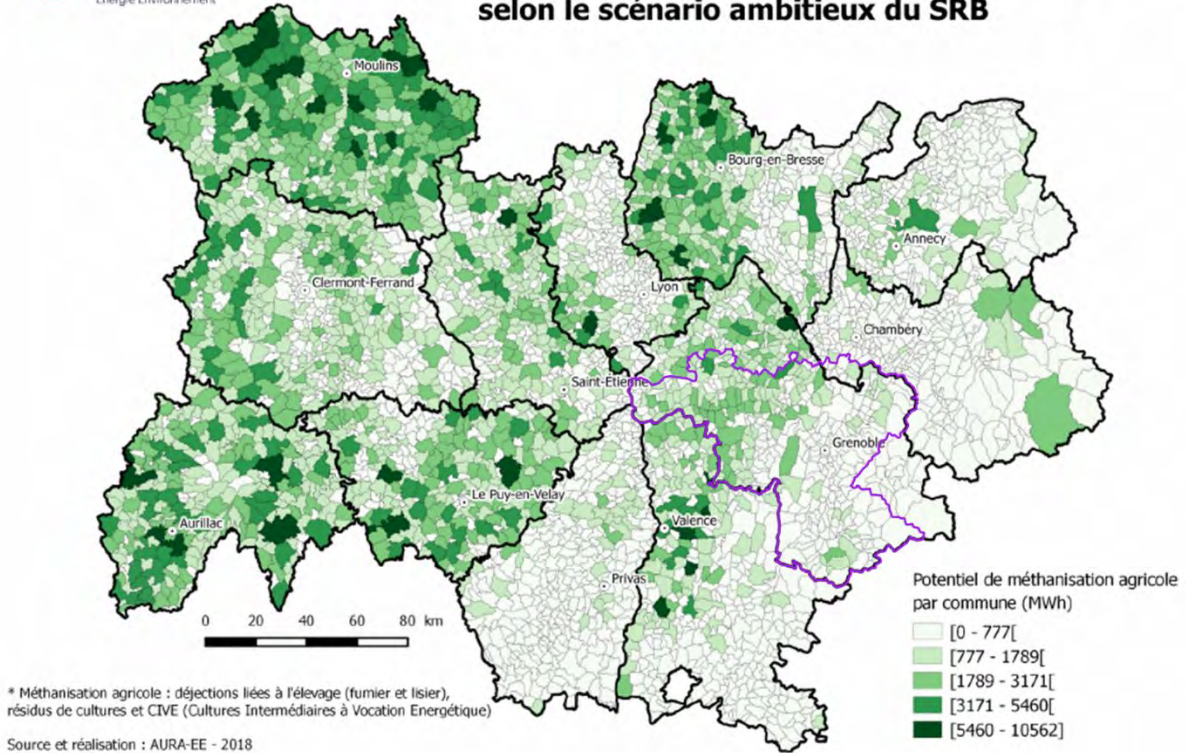 Energie Environnement
selon le scénario ambitieux du SRB
Moulins
Bourg-en-Bresse
Annecy
Clermont-Ferrand
Lyon
Chambéry
Saint-Etienne
Grenoble
Le Puy-en-Velay
Aurillac
Valence
Privas
0 20 40 60 80 km
Potentiel de méthanisation agricole
par commune (MWh)
[0 - 777[
[777 - 1789[
[1789 - 3171[
[3171 - 5460[
[5460 - 10562]
* Méthanisation agricole : déjections liées à l'élevage (fumier et lisier),
résidus de cultures et CIVE (Cultures Intermédiaires à Vocation Energétique)
Source et réalisation : AURA-EE - 2018